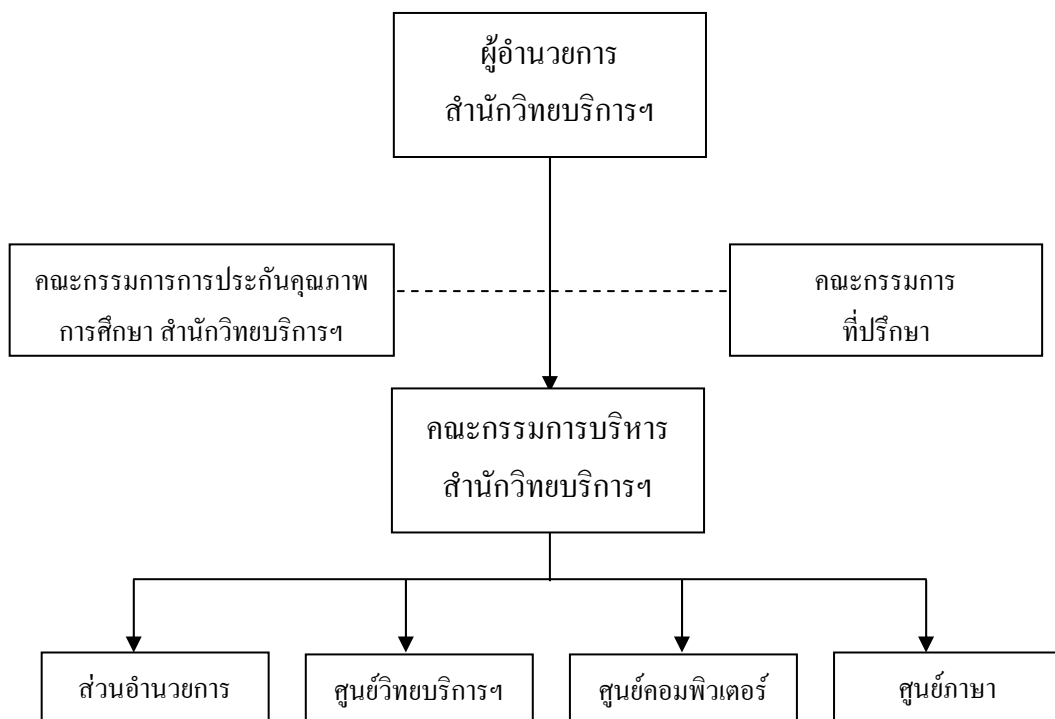 ผู้อำนวยการ
สำนักวิทยบริการฯ
คณะกรรมการการประกันคุณภาพ
การศึกษา สำนักวิทยบริการฯ
คณะกรรมการ
ที่ปรึกษา
คณะกรรมการบริหาร
สำนักวิทยบริการฯ
ส่วนอำนวยการ
ศูนย์วิทยบริการฯ
ศูนย์คอมพิวเตอร์
ศูนย์ภาษา